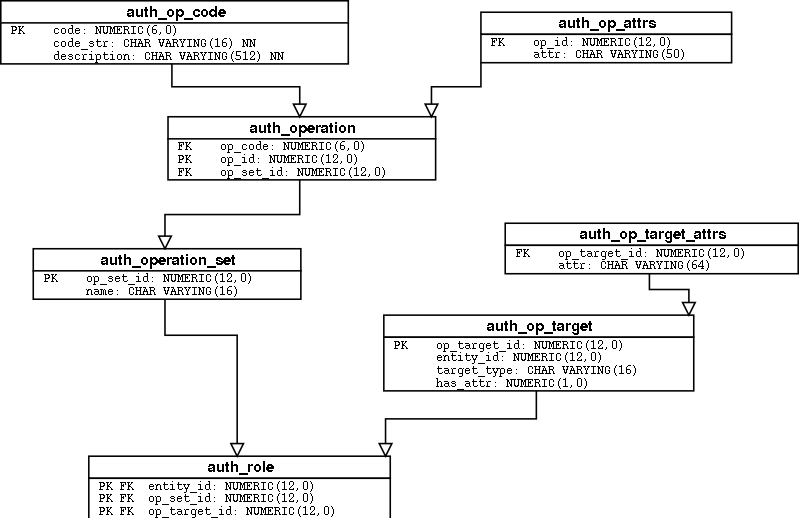 auth_op_code
PK code: NUMERIC(6,0)
code_str: CHAR VARYING(16) NN
description: CHAR VARYING(512) NN
auth_op_attrs
FK op_id: NUMERIC(12,0)
attr: CHAR VARYING(50)
auth_operation
FK op_code: NUMERIC(6,0)
PK op_id: NUMERIC(12,0)
FK op_set_id: NUMERIC(12,0)
auth_op_target_attrs
FK op_target_id: NUMERIC(12,0)
attr: CHAR VARYING(64)
auth_operation_set
PK op_set_id: NUMERIC(12,0)
name: CHAR VARYING(16)
auth_op_target
PK op_target_id: NUMERIC(12,0)
entity_id: NUMERIC(12,0)
target_type: CHAR VARYING(16)
has_attr: NUMERIC(1,0)
auth_role
PK FK entity_id: NUMERIC(12,0)
PK FK op_set_id: NUMERIC(12,0)
PK FK op_target_id: NUMERIC(12,0)